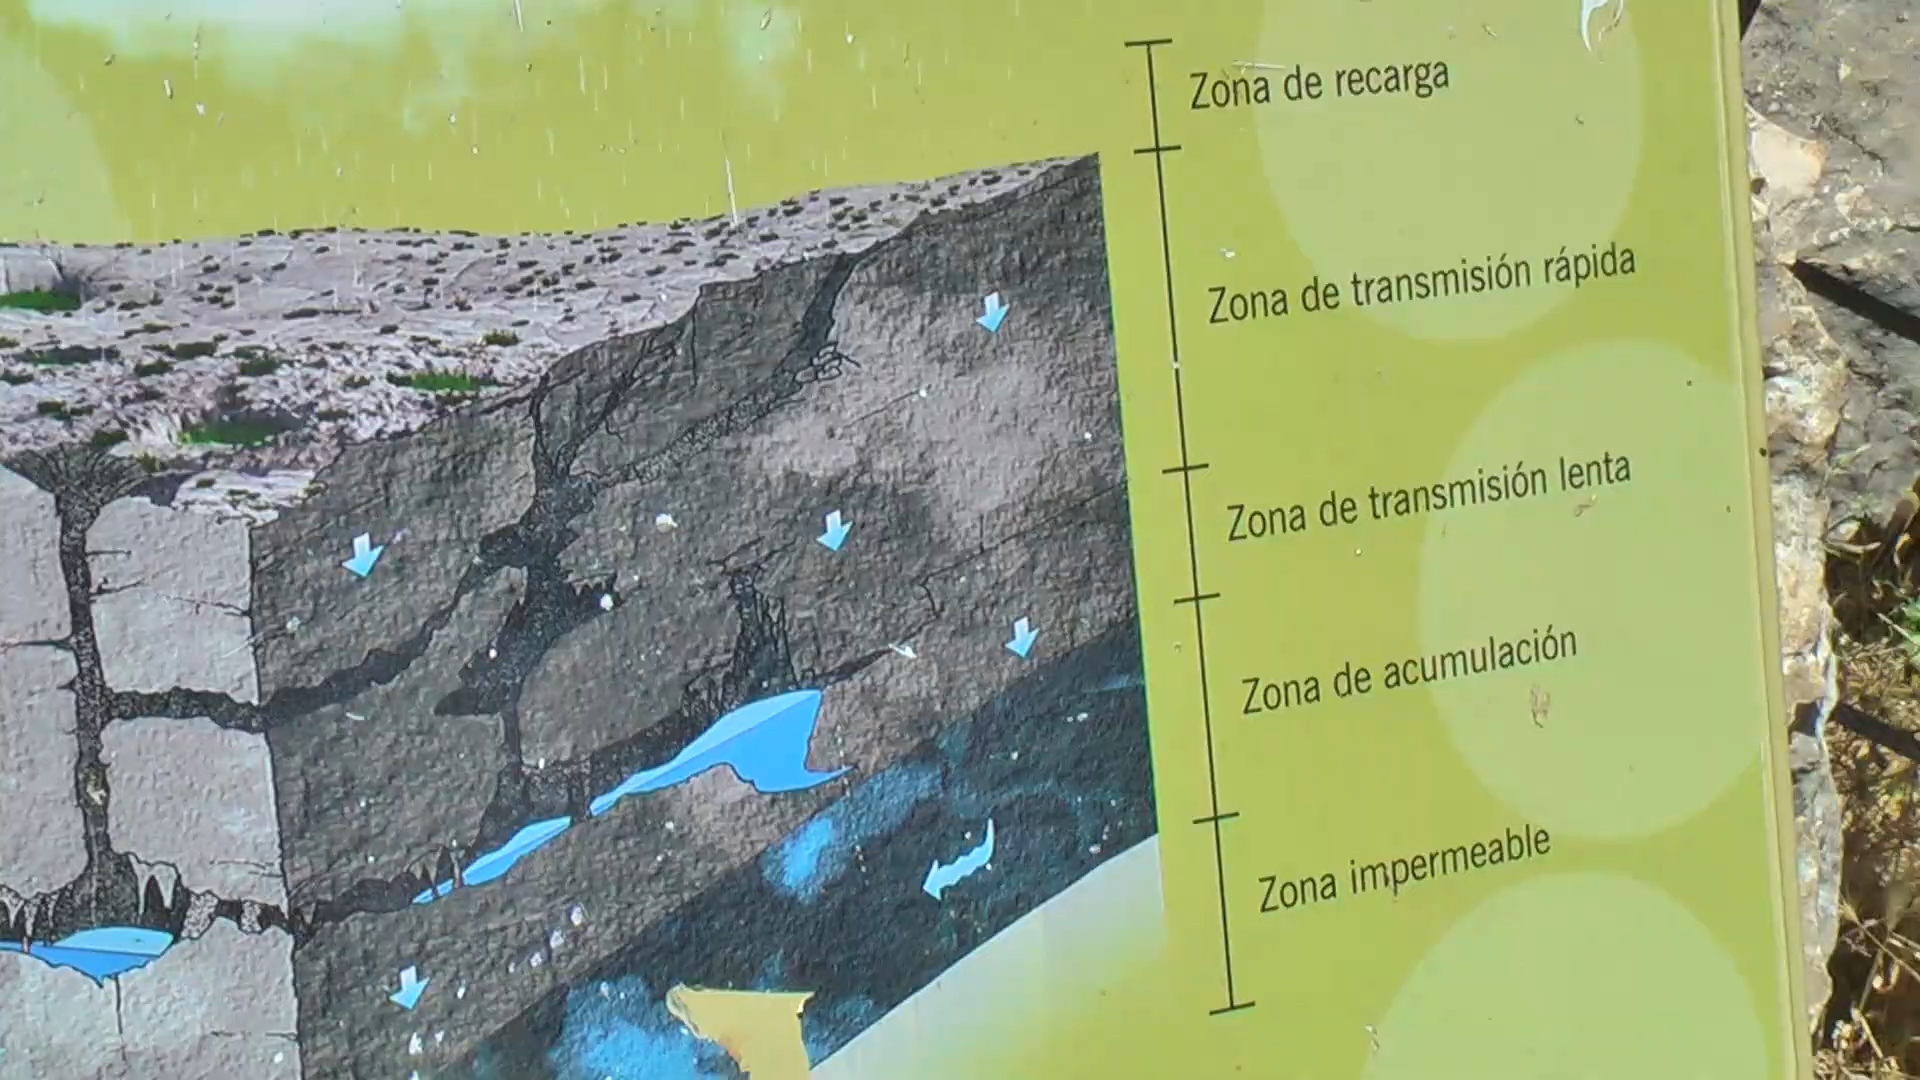 Zona de recarga
Zona de transmisión rápida
Zona de transmisión lenta
Zona de acumulación
Zona impermeable